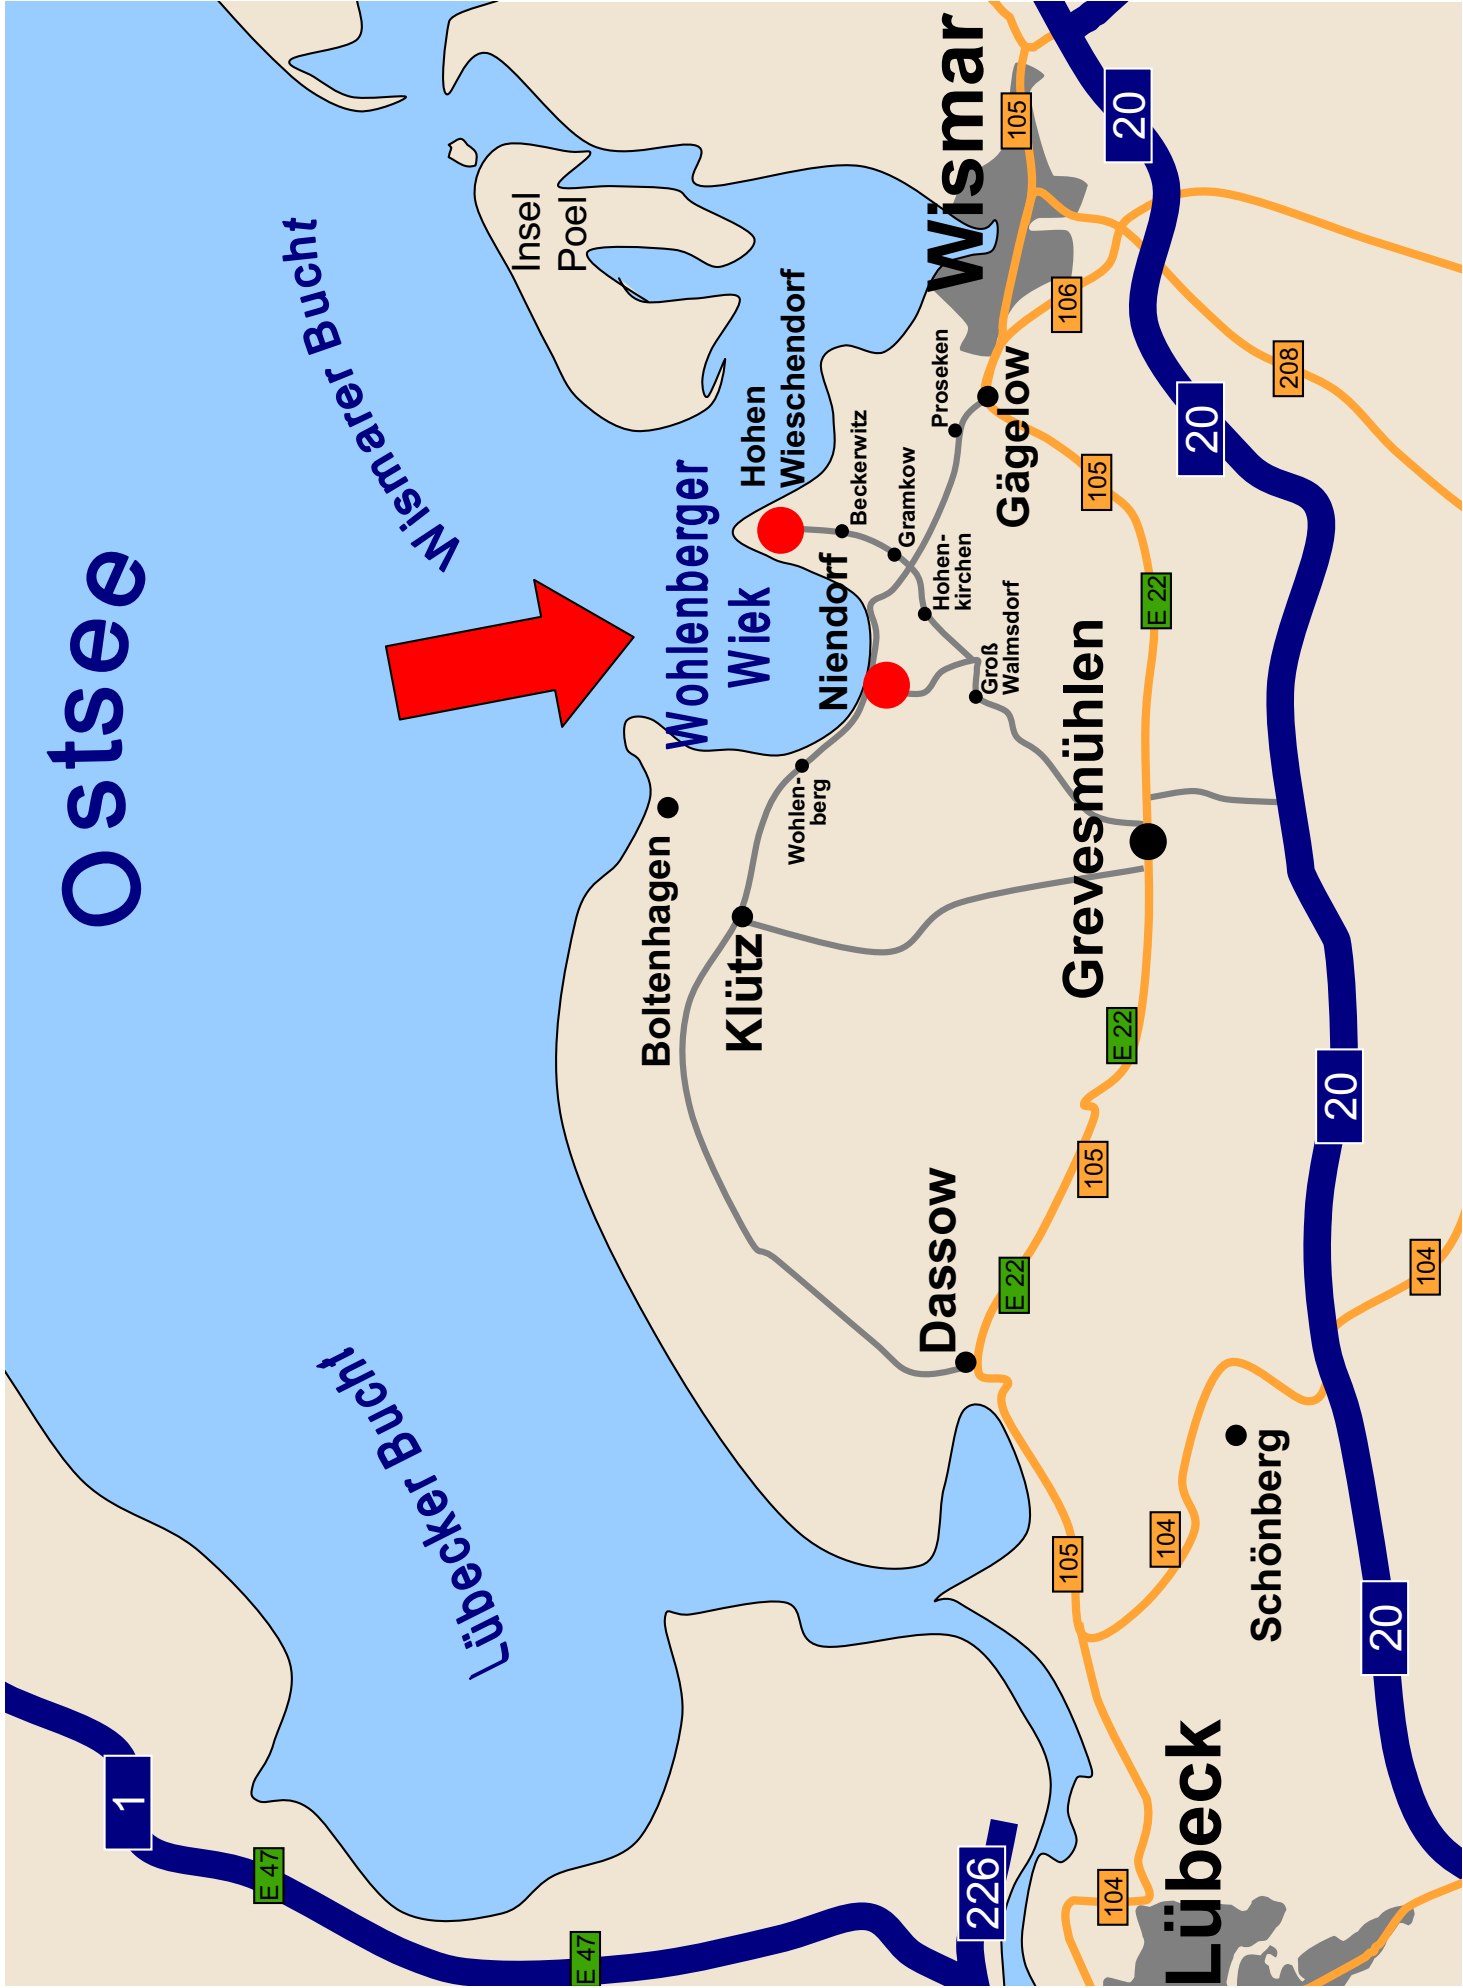 Ostsee
Wismarer Bucht
Lübecker Bucht
Insel
Poel
Wohlenberger
Wiek
Hohen
Wieschendorf
Boltenhagen
Klütz
Wohlen-
berg
Niendorf
Beckerwitz
Gramkow
Hohen-
kirchen
Groß
Walmsdorf
Proseken
Gägelow
Wismar
Grevesmühlen
Dassow
Schönberg
Lübeck
1
E 47
E 47
226
104
105
104
104
E 22
105
E 22
E 22
105
106
105
208
20
20
20
20